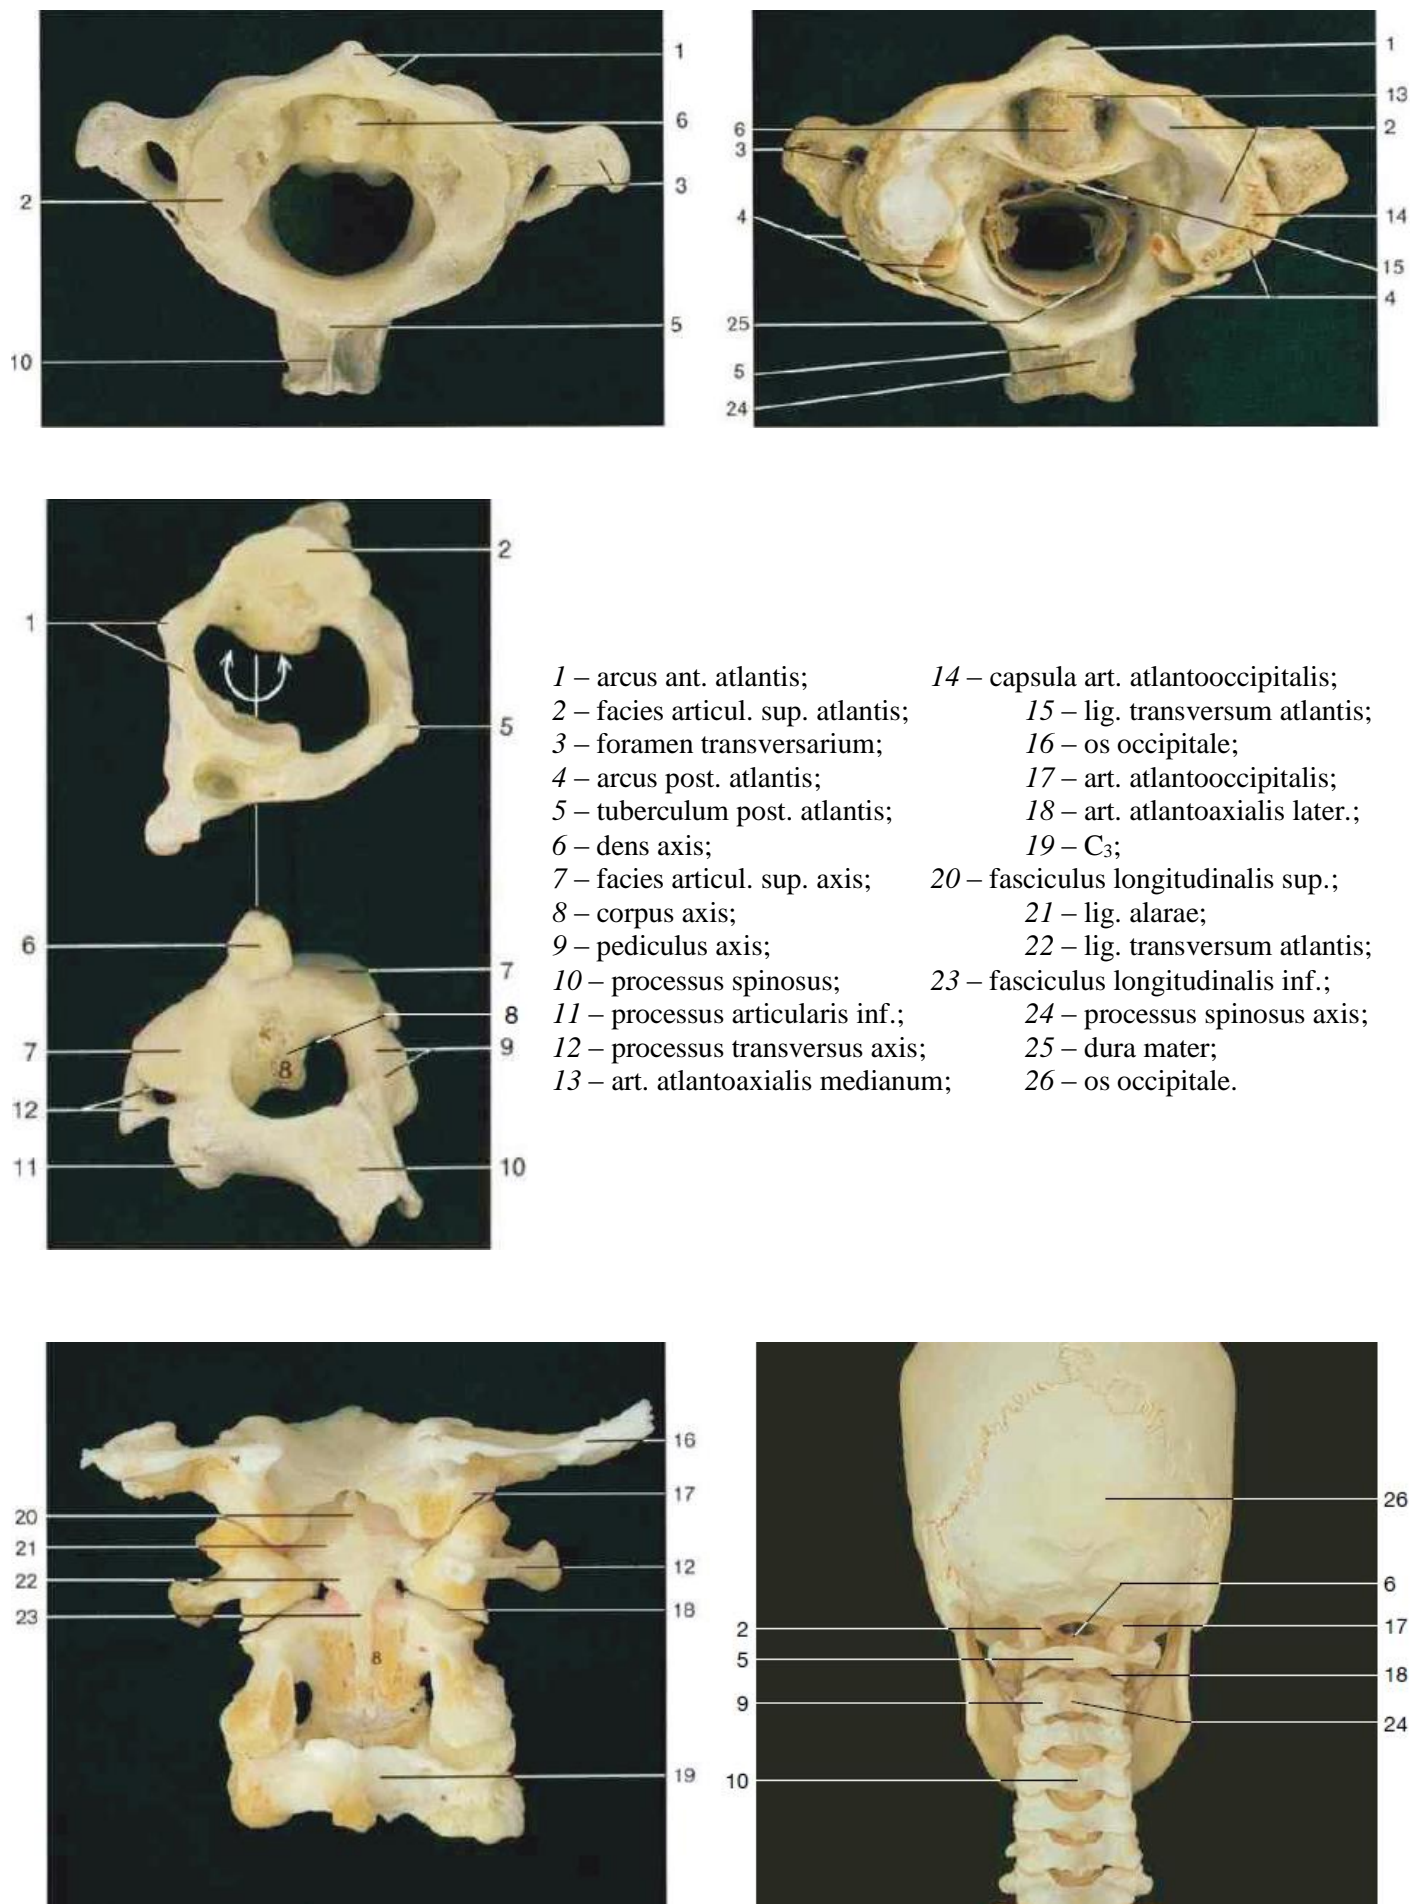 1
6
3
2
5
10
1
13
6
2
3
4
14
15
4
25
5
24
2
1
5
6
7
8
8
7
9
12
11
10
1 – arcus ant. atlantis;
2 – facies articul. sup. atlantis;
3 – foramen transversarium;
4 – arcus post. atlantis;
5 – tuberculum post. atlantis;
6 – dens axis;
7 – facies articul. sup. axis;
8 – corpus axis;
9 – pediculus axis;
10 – processus spinosus;
11 – processus articularis inf.;
12 – processus transversus axis;
13 – art. atlantoaxialis medianum;
14 – capsula art. atlantooccipitalis;
15 – lig. transversum atlantis;
16 – os occipitale;
17 – art. atlantooccipitalis;
18 – art. atlantoaxialis later.;
19 – C₃;
20 – fasciculus longitudinalis sup.;
21 – lig. alarae;
22 – lig. transversum atlantis;
23 – fasciculus longitudinalis inf.;
24 – processus spinosus axis;
25 – dura mater;
26 – os occipitale.
16
17
20
21
12
22
18
23
8
19
26
6
2
17
5
18
9
24
10